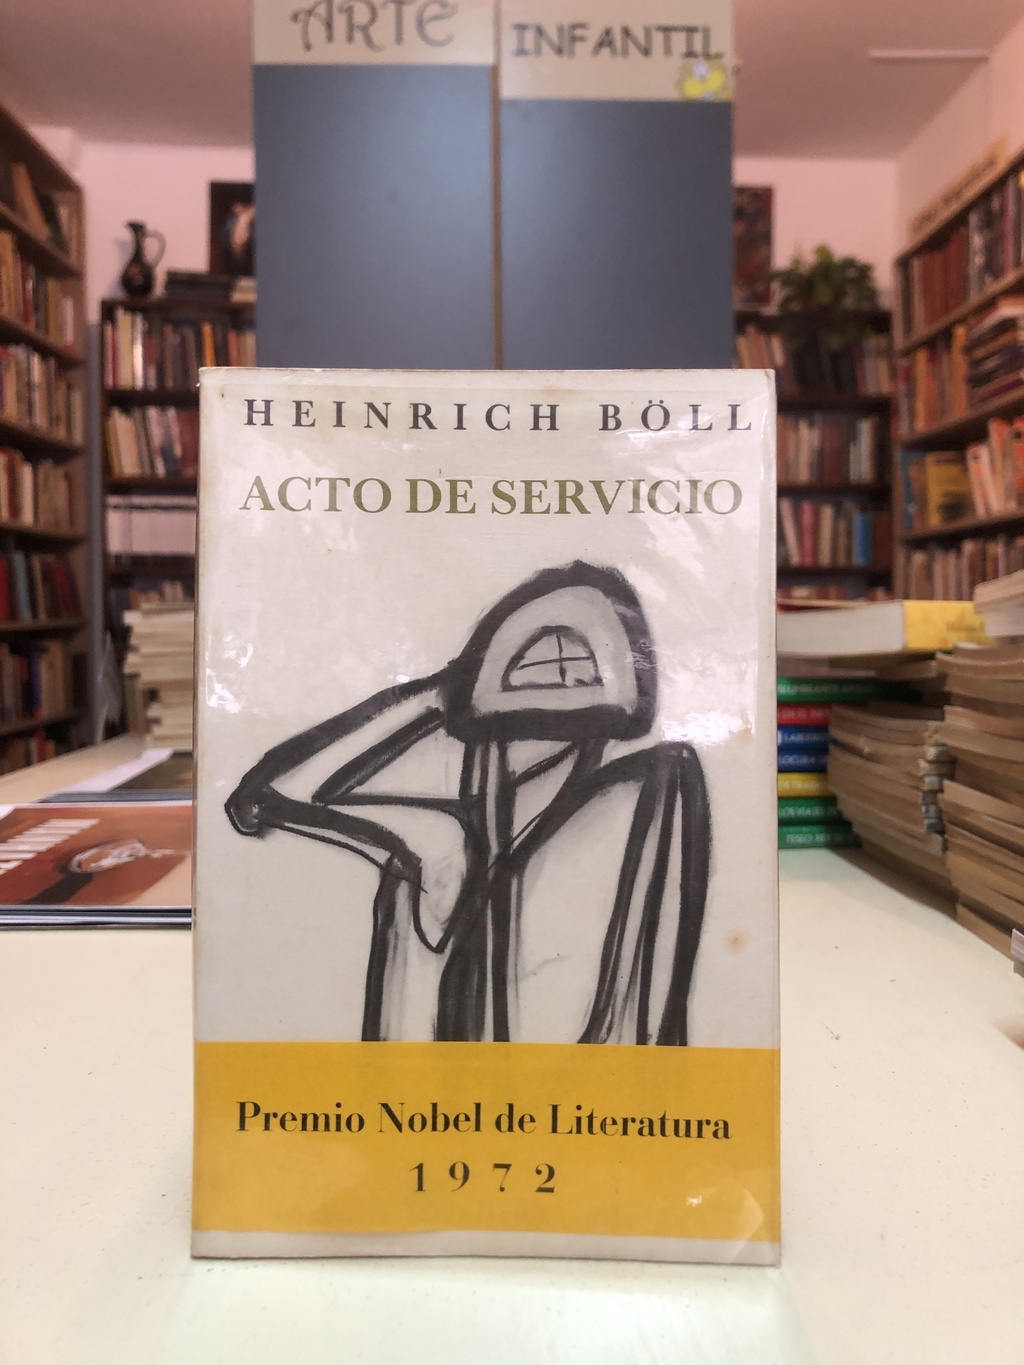 ARTE
INFANTIL
HEINRICH BÖLL
ACTO DE SERVICIO
Premio Nobel de Literatura
1972